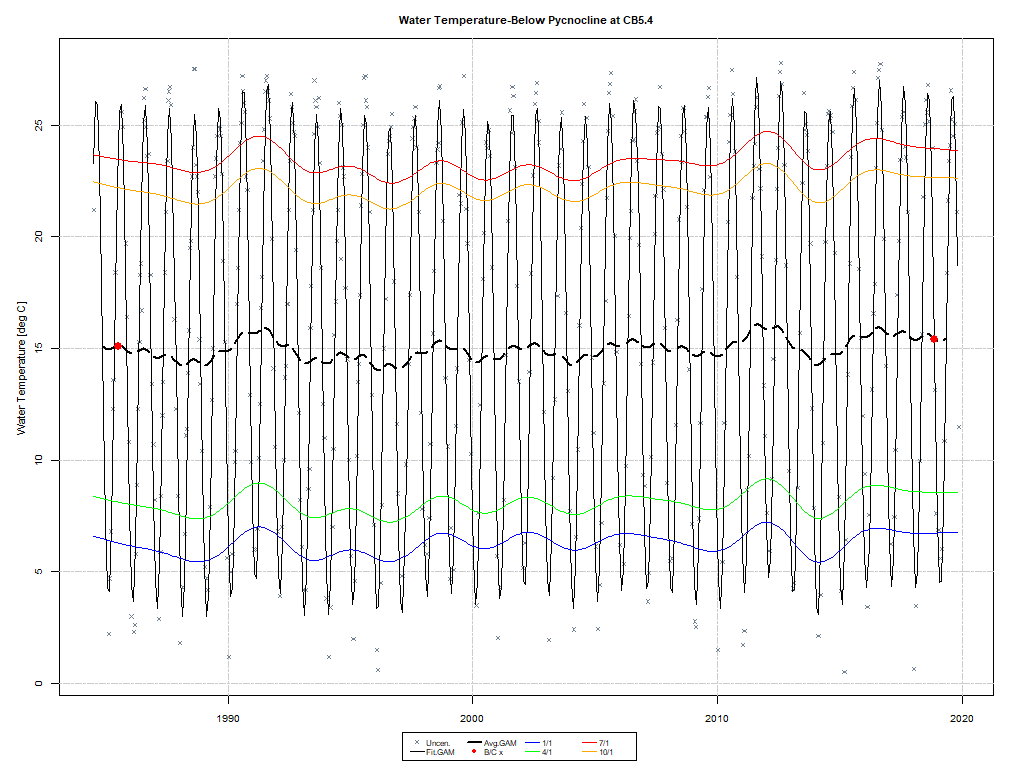 Water Temperature-Below Pycnocline at CB5.4
Water Temperature [deg C]
25
20
15
10
5
0
1990 2000 2010 2020
Uncen. Avg.GAM 1/1 7/1
Fit.GAM B/C x 4/1 10/1